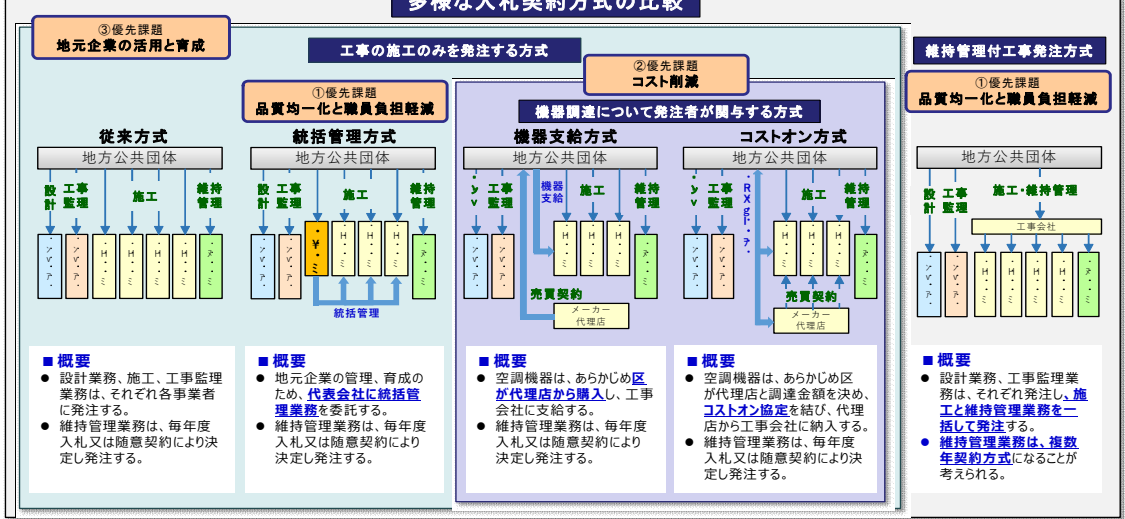 多様な入札契約方式の比較
③優先課題
地元企業の活用と育成
工事の施工のみを発注する方式
②優先課題
コスト削減
維持管理付工事発注方式
①優先課題
品質均一化と職員負担軽減
①優先課題
品質均一化と職員負担軽減
機器調達について発注者が関与する方式
従来方式
地方公共団体
設計
工事監理
施工
維持管理
統括管理方式
地方公共団体
設計
工事監理
施工
維持管理
統括管理
機器支給方式
地方公共団体
工事監理
機器支給
施工
維持管理
売買契約
メーカー
代理店
コストオン方式
地方公共団体
工事監理
施工
維持管理
売買契約
メーカー
代理店
地方公共団体
設計
工事監理
施工・維持管理
工事会社
■概要
● 設計業務、施工、工事監理
業務は、それぞれ各事業者
に発注する。
● 維持管理業務は、毎年度
入札又は随意契約により決
定し発注する。
■概要
● 地元企業の管理、育成の
ため、代表会社に統括管
理業務を委託する。
● 維持管理業務は、毎年度
入札又は随意契約により
決定し発注する。
■概要
● 空調機器は、あらかじめ区
が代理店から購入し、工事
会社に支給する。
● 維持管理業務は、毎年度
入札又は随意契約により
決定し発注する。
■概要
● 空調機器は、あらかじめ区
が代理店と調達金額を決め、
コストオン協定を結び、代理
店から工事会社に納入する。
● 維持管理業務は、毎年度
入札又は随意契約により決
定し発注する。
■概要
● 設計業務、工事監理業
務は、それぞれ発注し、施
工と維持管理業務を一
括して発注する。
● 維持管理業務は、複数
年契約方式になることが
考えられる。